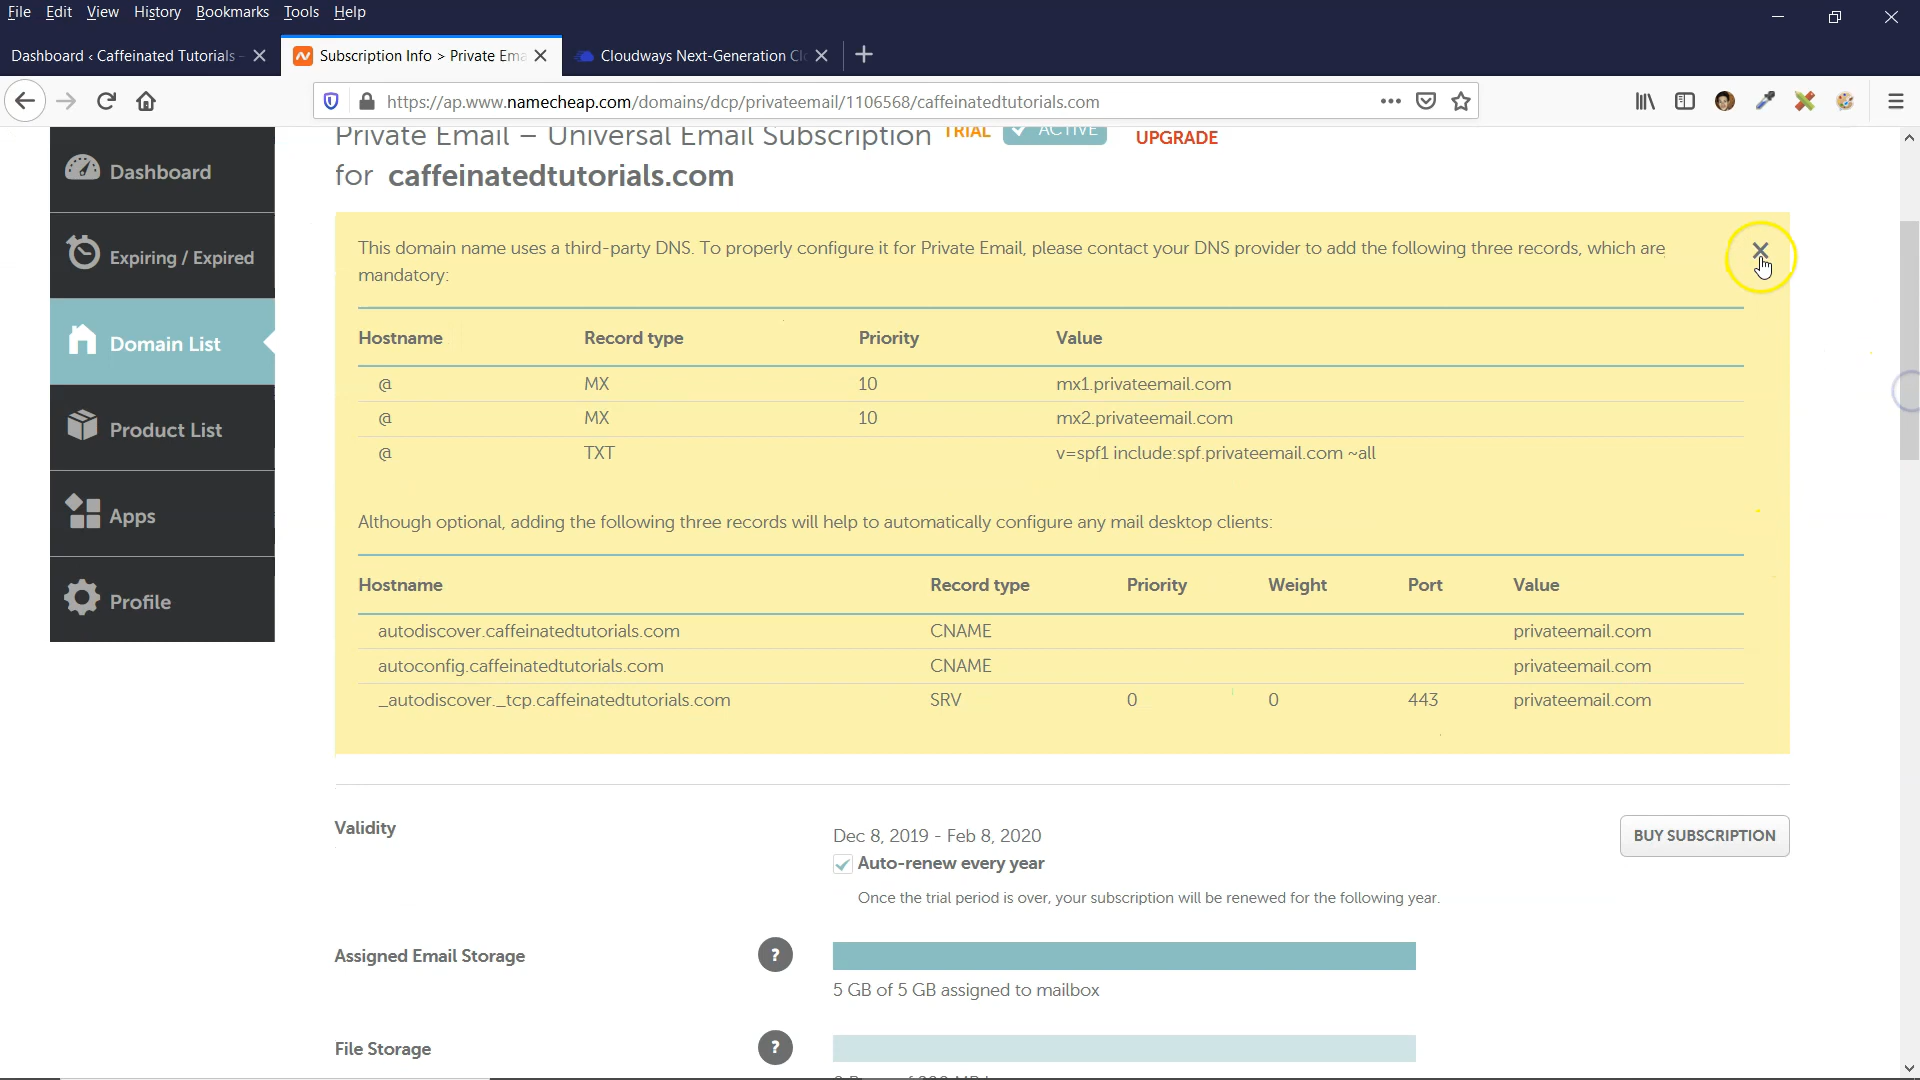 File Edit View History Bookmarks Tools Help
Dashboard ‹ Caffeinated Tutorials -
Subscription Info > Private Ema
Cloudways Next-Generation Cl
https://ap.www.namecheap.com/domains/dcp/privateemail/1106568/caffeinatedtutorials.com
Dashboard
Expiring / Expired
Domain List
Product List
Apps
Profile
Private Email – Universal Email Subscription TRIAL ACTIVE UPGRADE
for caffeinatedtutorials.com
This domain name uses a third-party DNS. To properly configure it for Private Email, please contact your DNS provider to add the following three records, which are
mandatory:
Hostname Record type Priority Value
@ MX 10 mx1.privateemail.com
@ MX 10 mx2.privateemail.com
@ TXT v=spf1 include:spf.privateemail.com ~all
Although optional, adding the following three records will help to automatically configure any mail desktop clients:
Hostname Record type Priority Weight Port Value
autodiscover.caffeinatedtutorials.com CNAME privateemail.com
autoconfig.caffeinatedtutorials.com CNAME privateemail.com
_autodiscover._tcp.caffeinatedtutorials.com SRV 0 0 443 privateemail.com
Validity
Dec 8, 2019 - Feb 8, 2020
BUY SUBSCRIPTION
Auto-renew every year
Once the trial period is over, your subscription will be renewed for the following year.
Assigned Email Storage ?
5 GB of 5 GB assigned to mailbox
File Storage ?